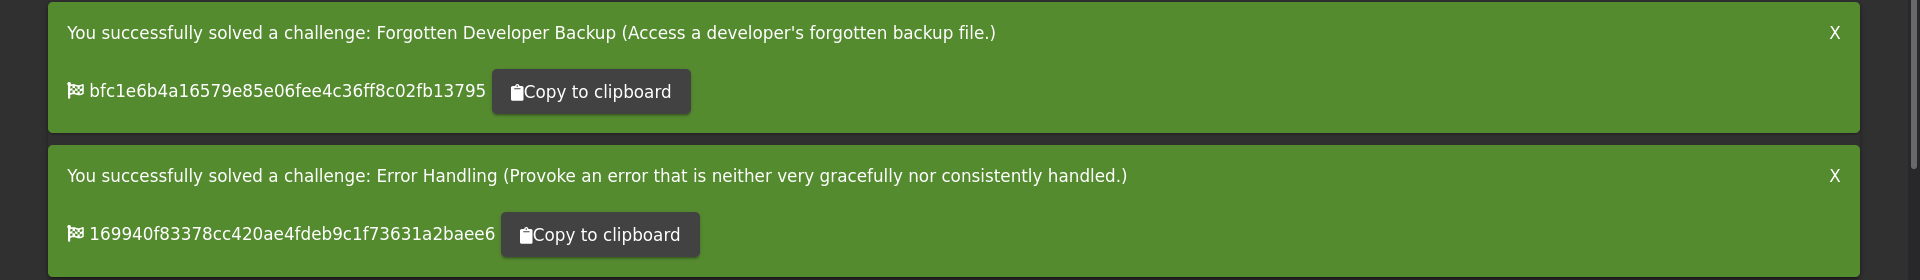 You successfully solved a challenge: Forgotten Developer Backup (Access a developer's forgotten backup file.)
X
bfc1e6b4a16579e85e06fee4c36ff8c02fb13795 Copy to clipboard
You successfully solved a challenge: Error Handling (Provoke an error that is neither very gracefully nor consistently handled.)
X
169940f83378cc420ae4fdeb9c1f73631a2baee6 Copy to clipboard